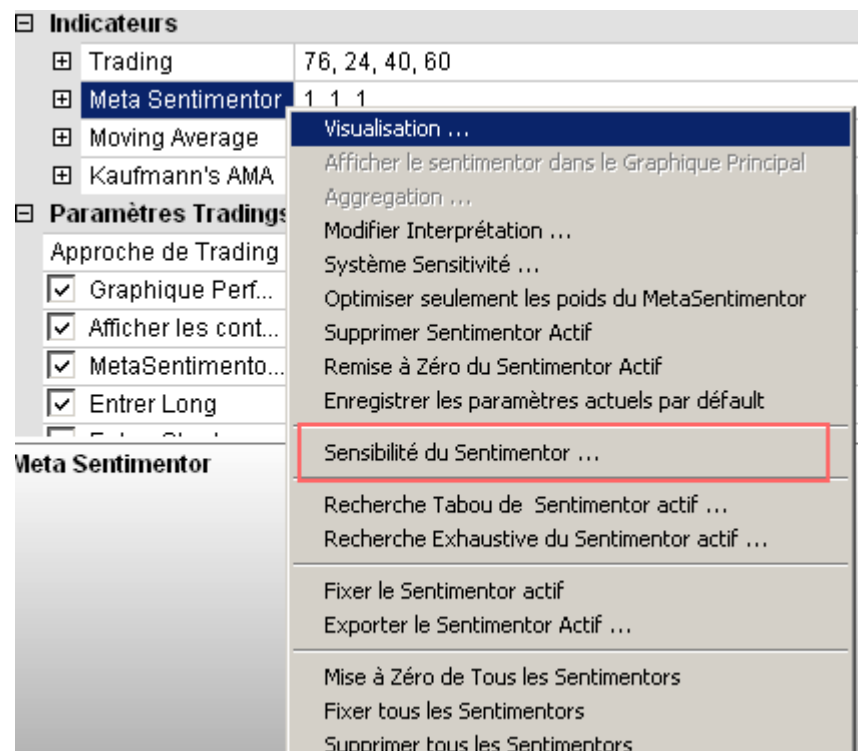 Indicateurs
Trading 76, 24, 40, 60
Meta Sentimentor 1 1 1
Moving Average
Kaufmann's AMA
Paramètres Tradings
Approche de Trading
Graphique Perf...
Afficher les cont...
MetaSentimento...
Entrer Long
Meta Sentimentor
Visualisation ...
Afficher le sentimentor dans le Graphique Principal
Aggregation ...
Modifier Interprétation ...
Système Sensitivité ...
Optimiser seulement les poids du MetaSentimentor
Supprimer Sentimentor Actif
Remise à Zéro du Sentimentor Actif
Enregistrer les paramètres actuels par défault
Sensibilité du Sentimentor ...
Recherche Tabou de Sentimentor actif ...
Recherche Exhaustive du Sentimentor actif ...
Fixer le Sentimentor actif
Exporter le Sentimentor Actif ...
Mise à Zéro de Tous les Sentimentors
Fixer tous les Sentimentors
Supprimer tous les Sentimentors